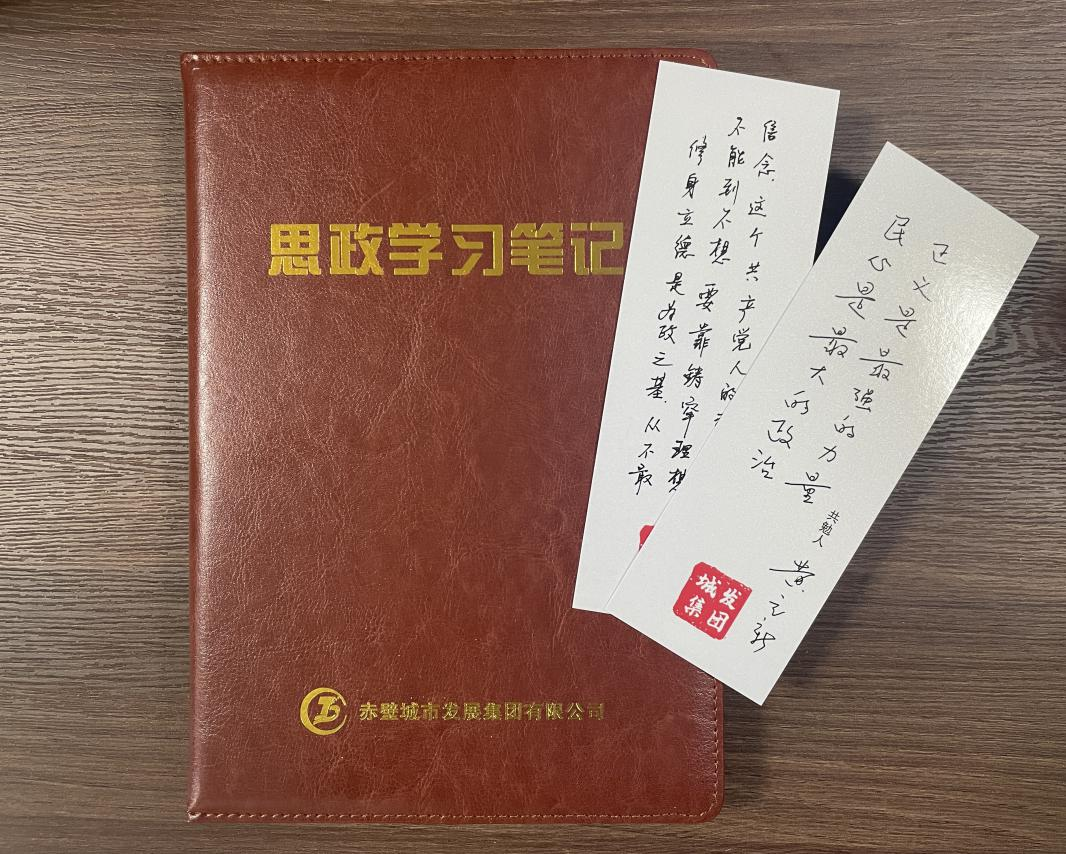 思政学习笔记
赤壁城市发展集团有限公司
修身立德是为政之基,从不敢
不能到不想 要靠铸牢理想
信念,这个共产党人的
民心是最大的政治
正义是最强的力量
共勉人
黄
城发
集团